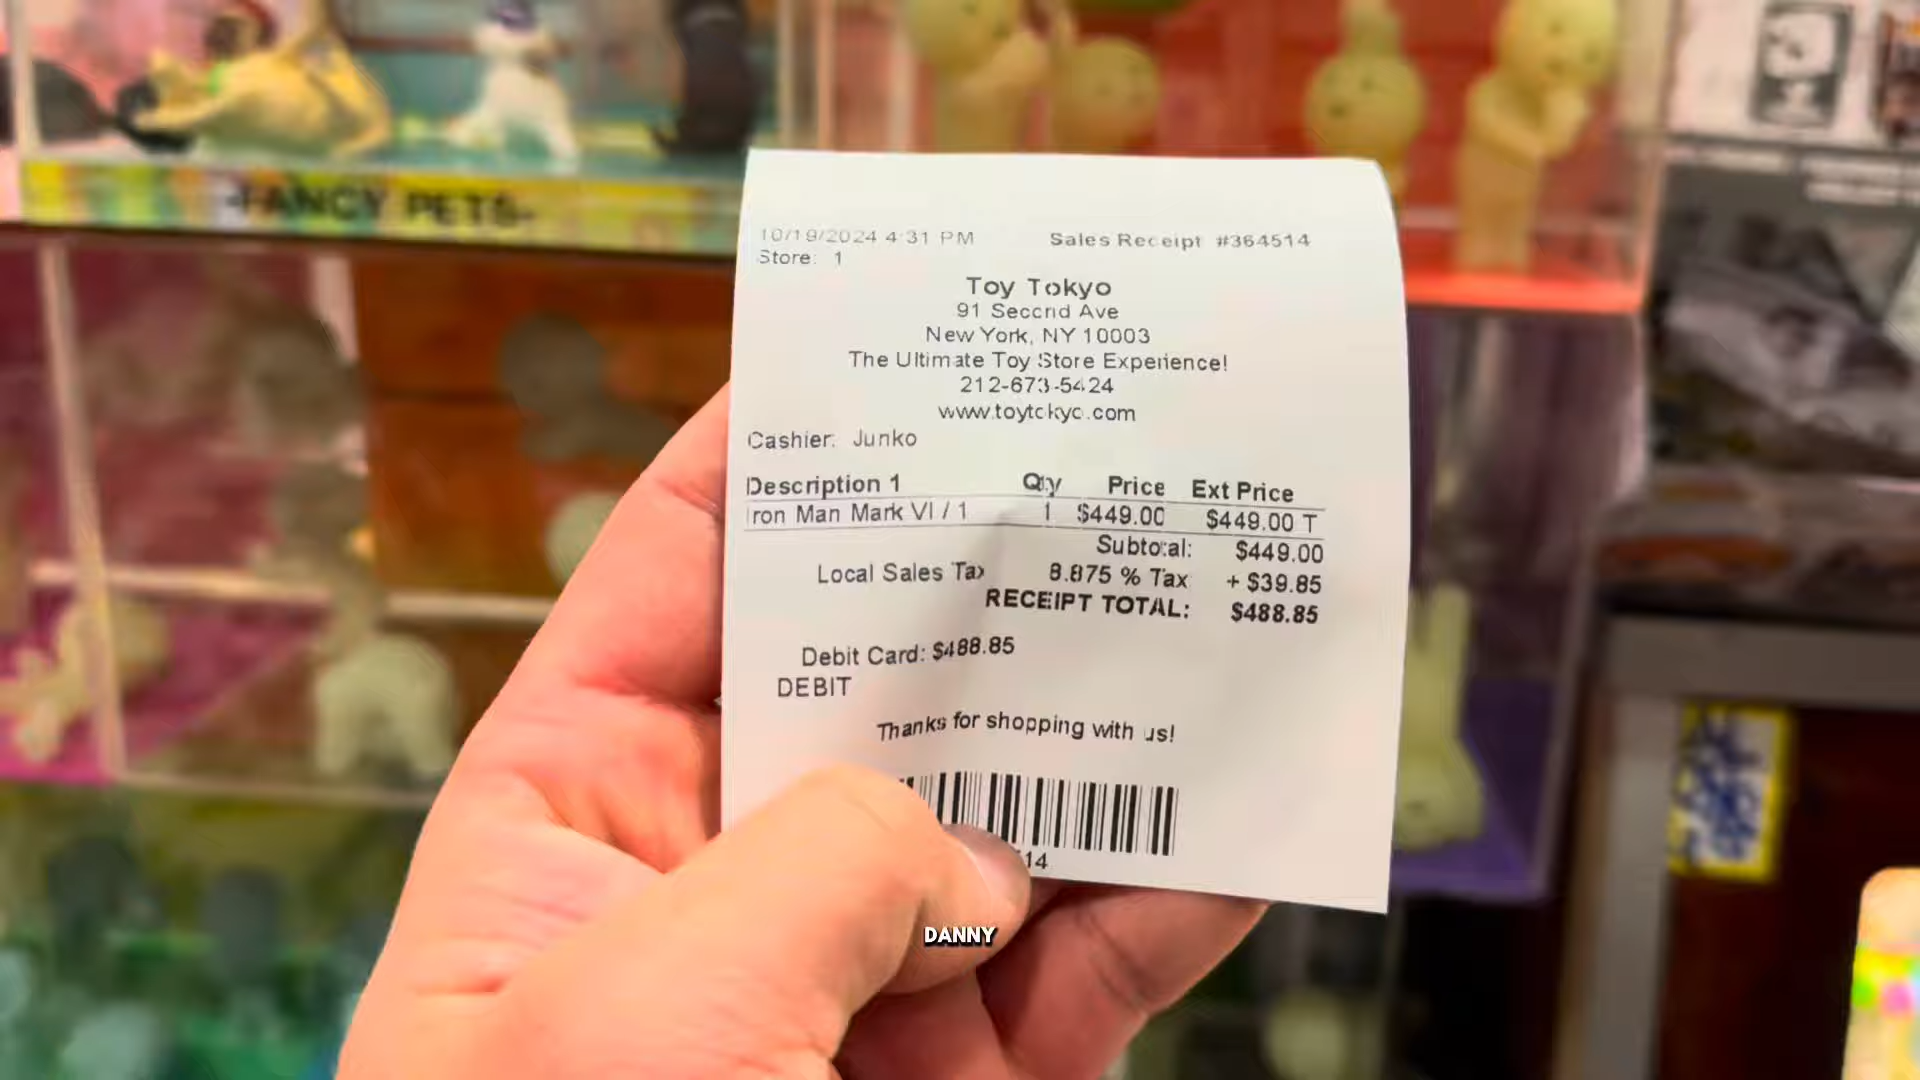 -FANCY PETS-
10/19/2024 4:31 PM Sales Receipt #364514
Store: 1
Toy Tokyo
91 Second Ave
New York, NY 10003
The Ultimate Toy Store Experience!
212-673-5424
www.toytokyo.com
Cashier: Junko
Description 1 Qty Price Ext Price
Iron Man Mark VI / 1 1 $449.00 $449.00 T
Subtotal: $449.00
Local Sales Tax 8.875 % Tax + $39.85
RECEIPT TOTAL: $488.85
Debit Card: $488.85
DEBIT
Thanks for shopping with us!
14
DANNY